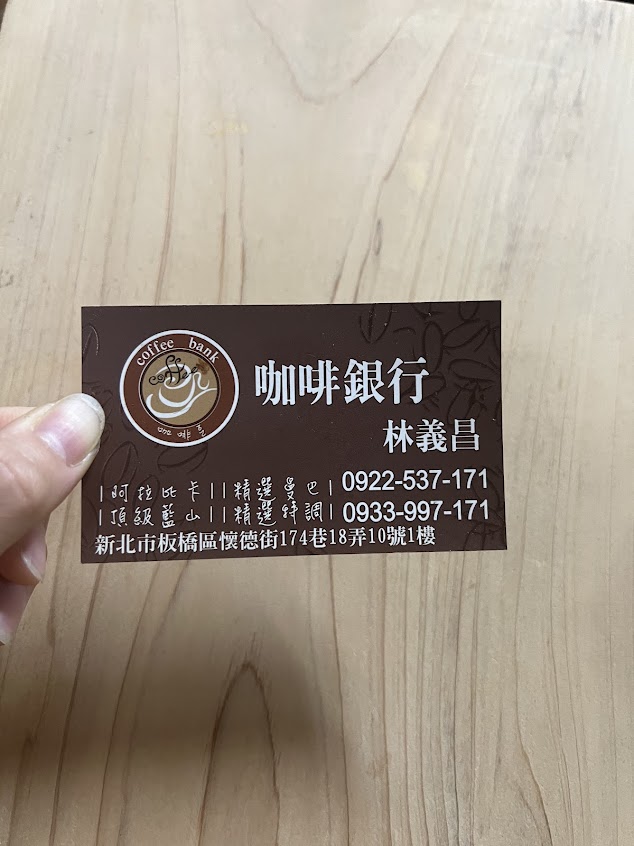 coffee bank
coffee
咖啡銀行
林義昌
|阿拉比卡||精選曼巴| 0922-537-171
|頂級藍山||精選特調| 0933-997-171
新北市板橋區懷德街174巷18弄10號1樓